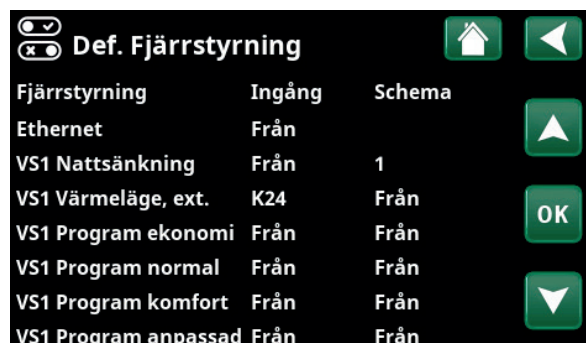 Def. Fjärrstyrning
Fjärrstyrning Ingång Schema
Ethernet Från
VS1 Nattsänkning Från 1
VS1 Värmeläge, ext. K24 Från
OK
VS1 Program ekonomi Från Från
VS1 Program normal Från Från
VS1 Program komfort Från Från
VS1 Program anpassad Från Från